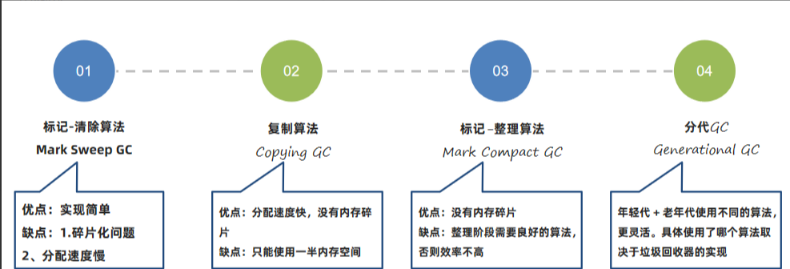 01
02
03
04
标记-清除算法
Mark Sweep GC
复制算法
Copying GC
标记-整理算法
Mark Compact GC
分代GC
Generational GC
优点：实现简单
缺点：1.碎片化问题
2、分配速度慢
优点：分配速度快，没有内存碎
片
缺点：只能使用一半内存空间
优点：没有内存碎片
缺点：整理阶段需要良好的算法，
否则效率不高
年轻代 + 老年代使用不同的算法，
更灵活。具体使用了哪个算法取
决于垃圾回收器的实现